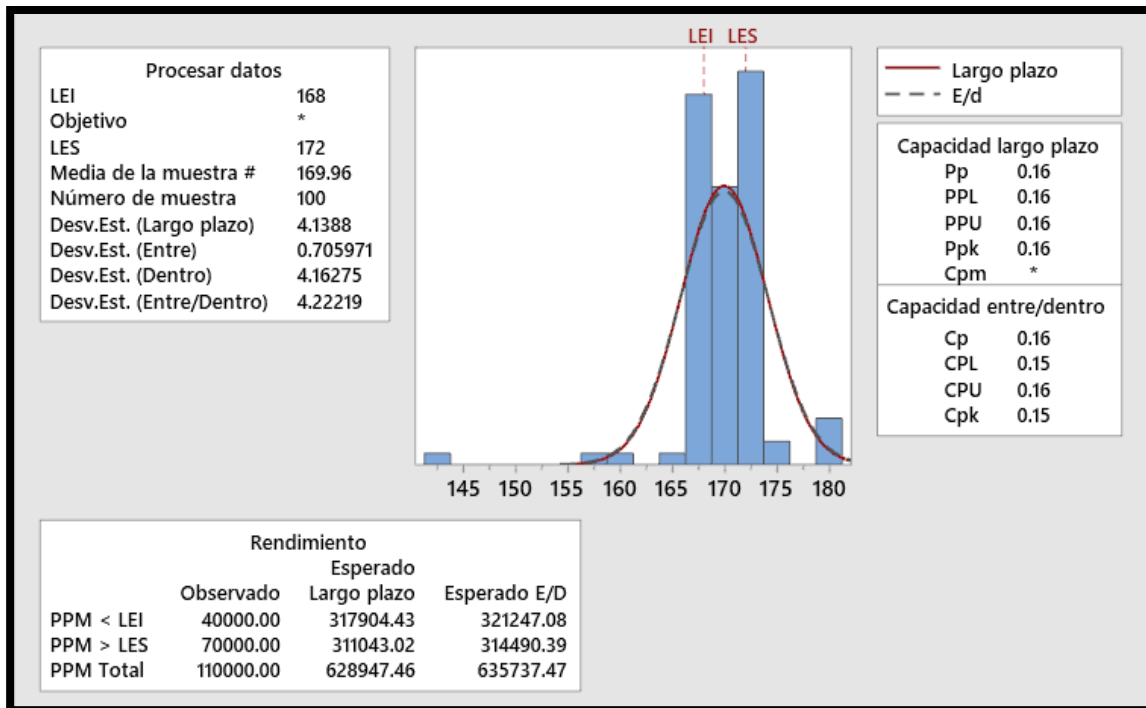 LEI LES
Procesar datos
LEI 168
Objetivo *
LES 172
Media de la muestra # 169.96
Número de muestra 100
Desv.Est. (Largo plazo) 4.1388
Desv.Est. (Entre) 0.705971
Desv.Est. (Dentro) 4.16275
Desv.Est. (Entre/Dentro) 4.22219
Largo plazo
E/d
Capacidad largo plazo
Pp 0.16
PPL 0.16
PPU 0.16
Ppk 0.16
Cpm *
Capacidad entre/dentro
Cp 0.16
CPL 0.15
CPU 0.16
Cpk 0.15
145 150 155 160 165 170 175 180
Rendimiento
Esperado
Observado Largo plazo Esperado E/D
PPM < LEI 40000.00 317904.43 321247.08
PPM > LES 70000.00 311043.02 314490.39
PPM Total 110000.00 628947.46 635737.47